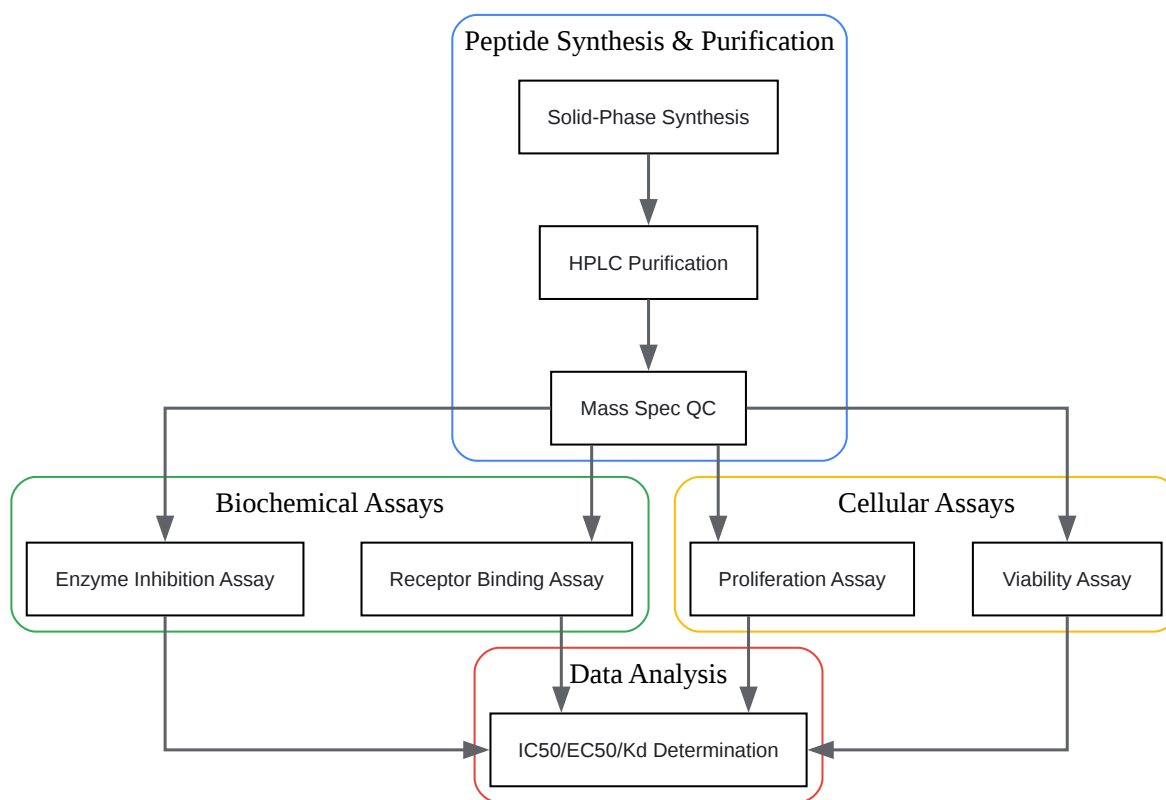 Peptide Synthesis & Purification
Solid-Phase Synthesis
HPLC Purification
Mass Spec QC
Biochemical Assays
Cellular Assays
Enzyme Inhibition Assay
Receptor Binding Assay
Proliferation Assay
Viability Assay
Data Analysis
IC50/EC50/Kd Determination